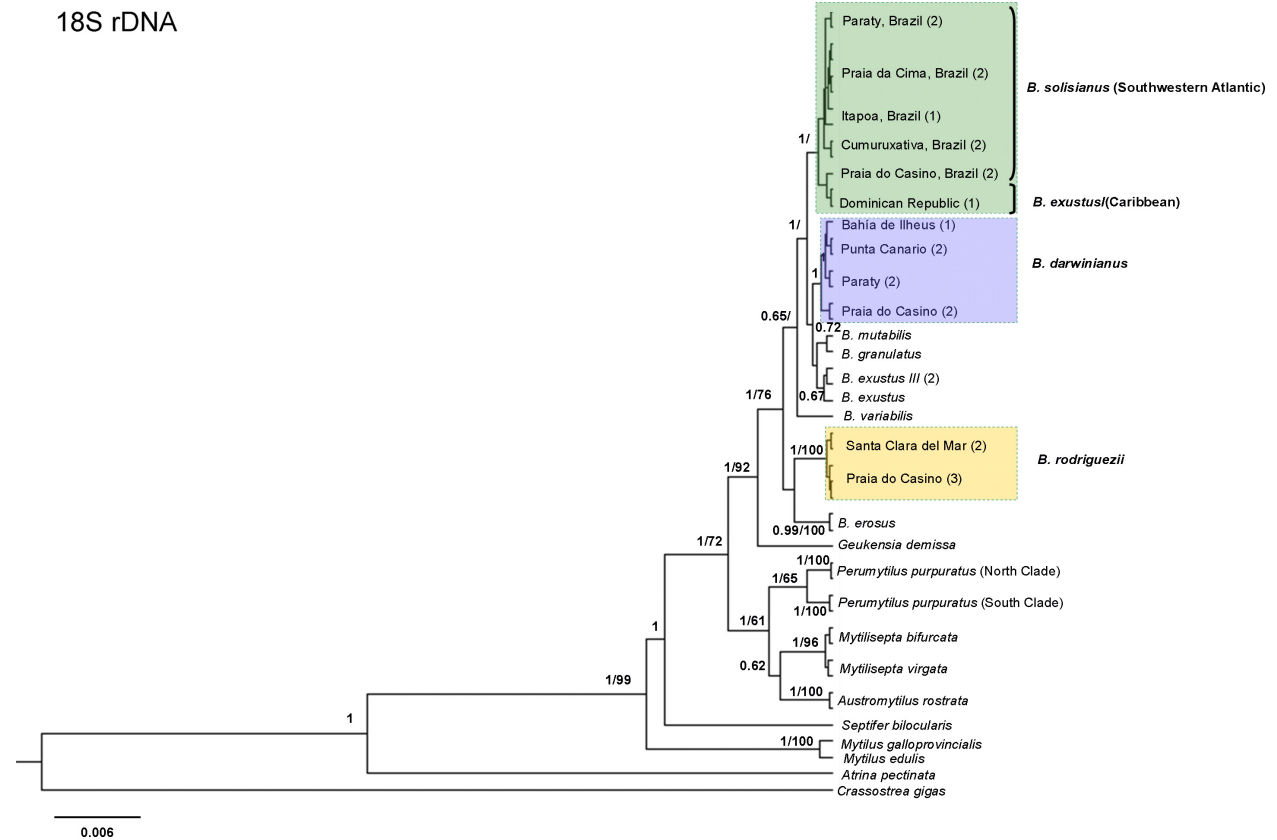 18S rDNA
Paraty, Brazil (2)
Praia da Cima, Brazil (2)
B. solisianus (Southwestern Atlantic)
Itapoa, Brazil (1)
1/
Cumuruxativa, Brazil (2)
Praia do Casino, Brazil (2)
Dominican Republic (1)
B. exustusI(Caribbean)
1/
Bahía de Ilheus (1)
Punta Canario (2)
1
B. darwinianus
1
Paraty (2)
Praia do Casino (2)
0.65/
0.72
B. mutabilis
B. granulatus
B. exustus III (2)
1/76
0.67
B. exustus
B. variabilis
1/100
Santa Clara del Mar (2)
B. rodriguezii
1/92
Praia do Casino (3)
B. erosus
0.99/100
1/72
Geukensia demissa
1/100
Perumytilus purpuratus (North Clade)
1/65
Perumytilus purpuratus (South Clade)
1/100
1/61
1
1/96
Mytilisepta bifurcata
0.62
Mytilisepta virgata
1/99
1/100
Austromytilus rostrata
1
Septifer bilocularis
1/100
Mytilus galloprovincialis
Mytilus edulis
Atrina pectinata
Crassostrea gigas
0.006